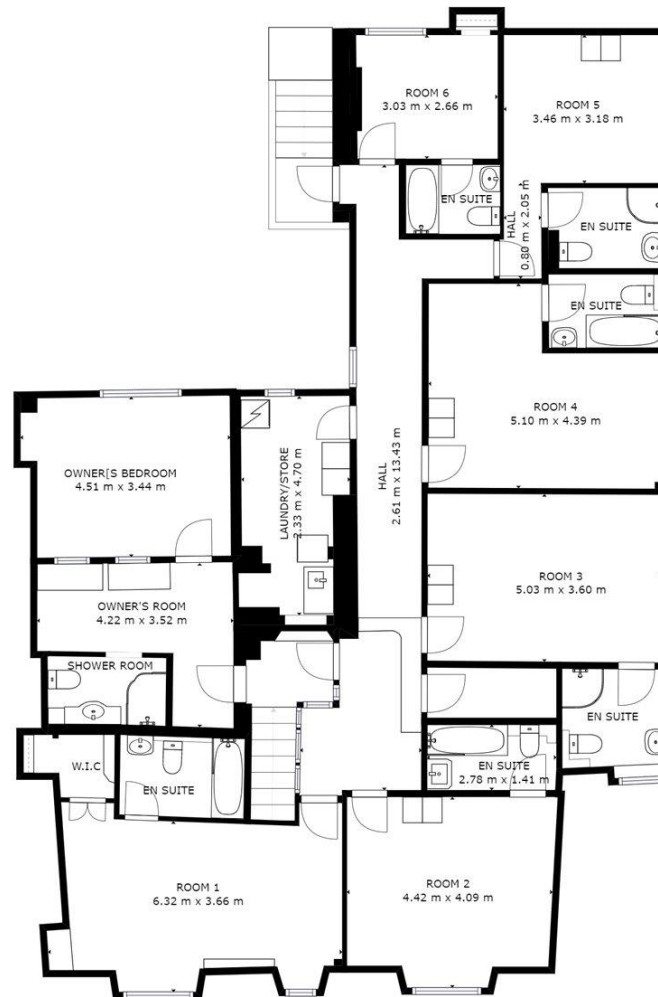 ROOM 6
3.03 m x 2.66 m
ROOM 5
3.46 m x 3.18 m
EN SUITE
HALL
0.80 m x 2.05 m
EN SUITE
EN SUITE
ROOM 4
5.10 m x 4.39 m
OWNER[S BEDROOM
4.51 m x 3.44 m
LAUNDRY/STORE
2.33 m x 4.70 m
HALL
2.61 m x 13.43 m
ROOM 3
5.03 m x 3.60 m
OWNER'S ROOM
4.22 m x 3.52 m
SHOWER ROOM
EN SUITE
W.I.C
EN SUITE
EN SUITE
2.78 m x 1.41 m
ROOM 1
6.32 m x 3.66 m
ROOM 2
4.42 m x 4.09 m